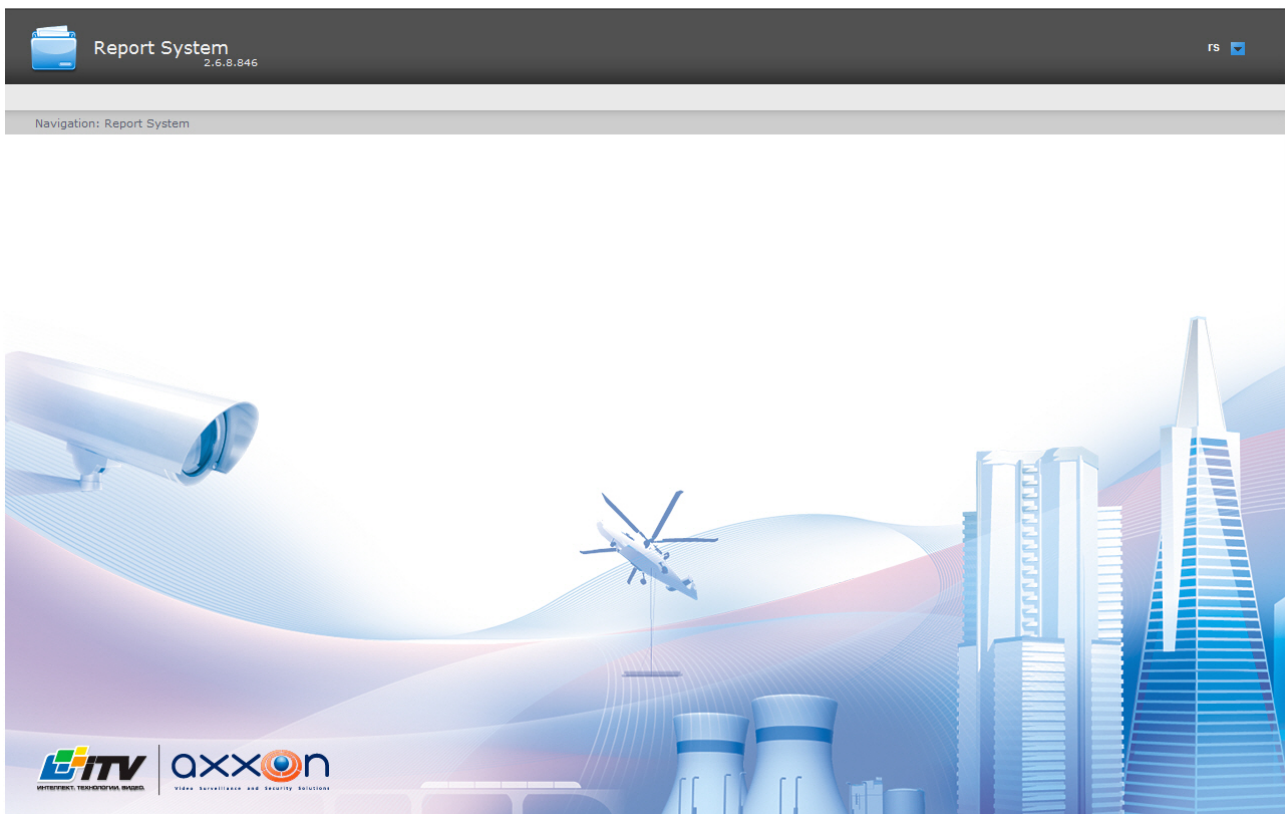 Report System
2.6.8.846
rs
Navigation: Report System
iTV
ИНТЕЛЛЕКТ. ТЕХНОЛОГИИ. ВИДЕО.
axxon
Video Surveillance and Security Solutions